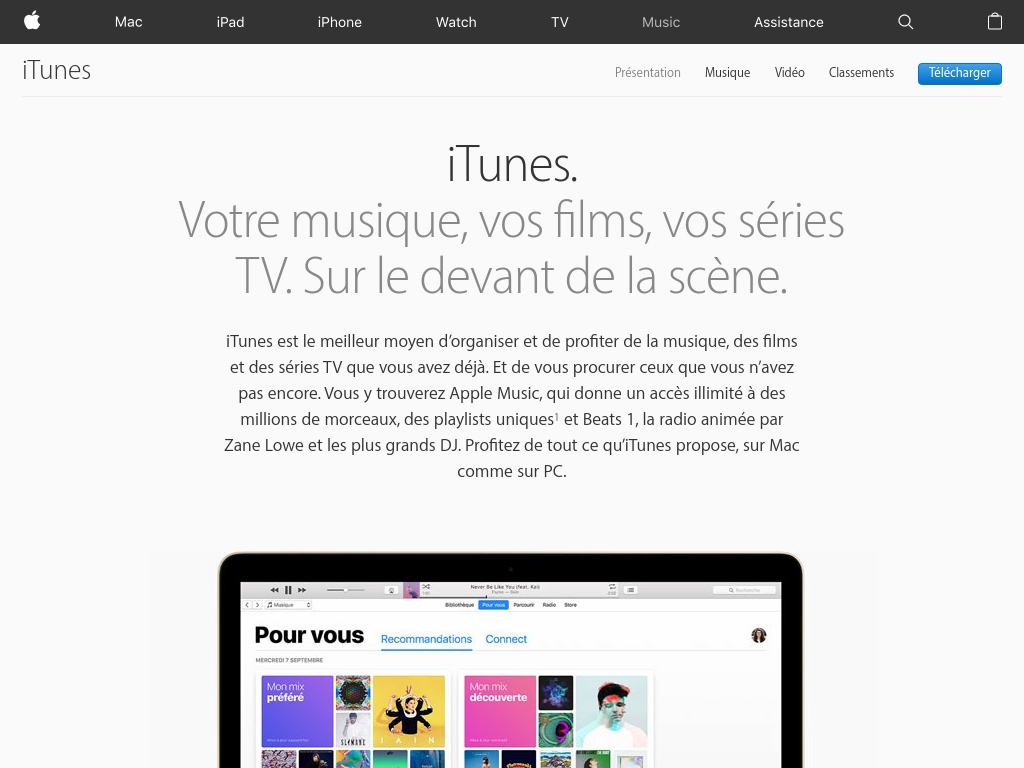 Mac iPad iPhone Watch TV Music Assistance
iTunes
Présentation Musique Vidéo Classements Télécharger
iTunes.
Votre musique, vos films, vos séries
TV. Sur le devant de la scène.
iTunes est le meilleur moyen d’organiser et de profiter de la musique, des films
et des séries TV que vous avez déjà. Et de vous procurer ceux que vous n’avez
pas encore. Vous y trouverez Apple Music, qui donne un accès illimité à des
millions de morceaux, des playlists uniques¹ et Beats 1, la radio animée par
Zane Lowe et les plus grands DJ. Profitez de tout ce qu’iTunes propose, sur Mac
comme sur PC.
Never Be Like You (feat. Kai)
Flume — Skin
Recherche
Musique
Bibliothèque Pour vous Parcourir Radio Store
Pour vous Recommandations Connect
MERCREDI 7 SEPTEMBRE
Mon mix
préféré
Mon mix
découverte
SLIMANE
JAIN